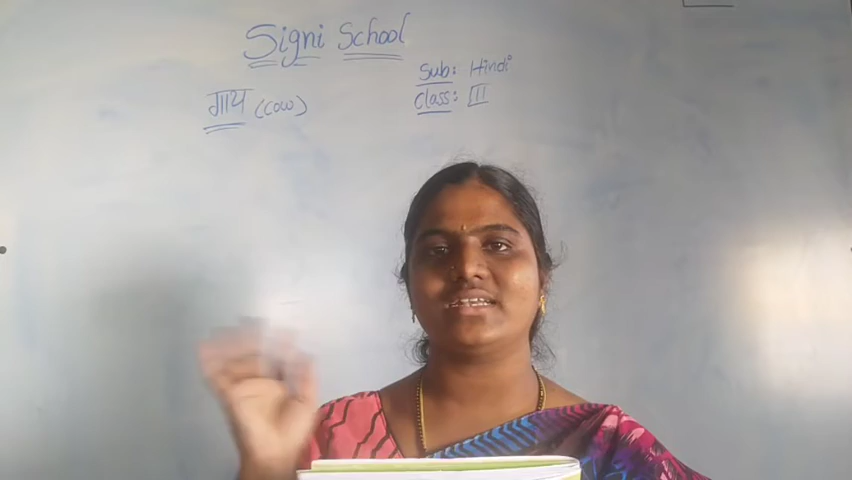 Signi School
Sub: Hindi
गाय (cow)
Class: II